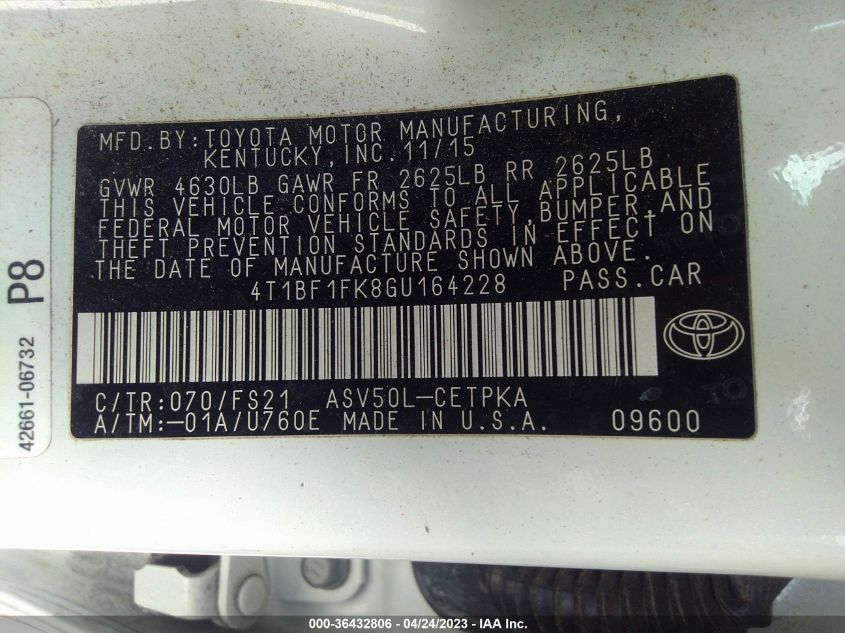 MFD.BY:TOYOTA MOTOR MANUFACTURING,
KENTUCKY,INC.11/15
GVWR 4630LB GAWR FR 2625LB RR 2625LB
THIS VEHICLE CONFORMS TO ALL APPLICABLE
FEDERAL MOTOR VEHICLE SAFETY,BUMPER,AND
THEFT PREVENTION STANDARDS IN EFFECT ON
THE DATE OF MANUFACTURE SHOWN ABOVE.
4T1BF1FK8GU164228 PASS.CAR
C/TR:070/FS21 ASV50L-CETPKA
A/TM:-01A/U760E MADE IN U.S.A. 09600
P8
42661-06732
000-36432806 - 04/24/2023 - IAA Inc.